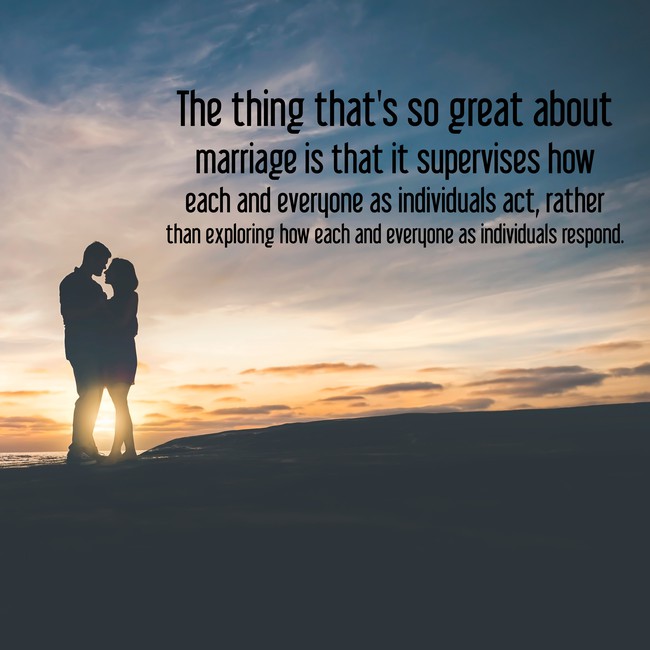 The thing that's so great about
marriage is that it supervises how
each and everyone as individuals act, rather
than exploring how each and everyone as individuals respond.